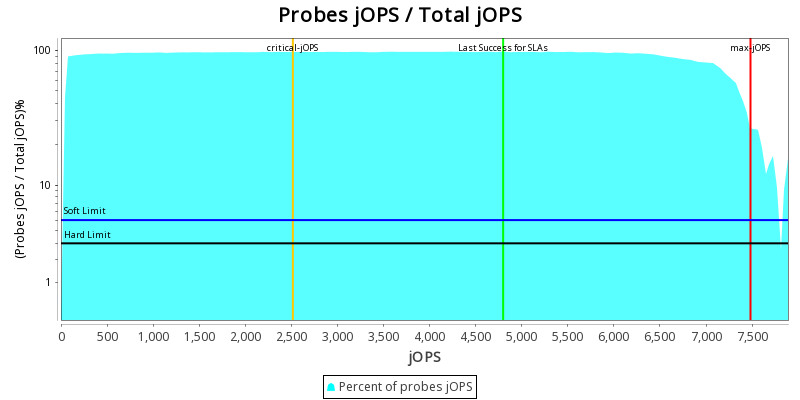 Probes jOPS / Total jOPS
critical-jOPS
Last Success for SLAs
max-jOPS
(Probes jOPS / Total jOPS)%
100
10
1
Soft Limit
Hard Limit
0
500
1,000
1,500
2,000
2,500
3,000
3,500
4,000
4,500
5,000
5,500
6,000
6,500
7,000
7,500
jOPS
Percent of probes jOPS